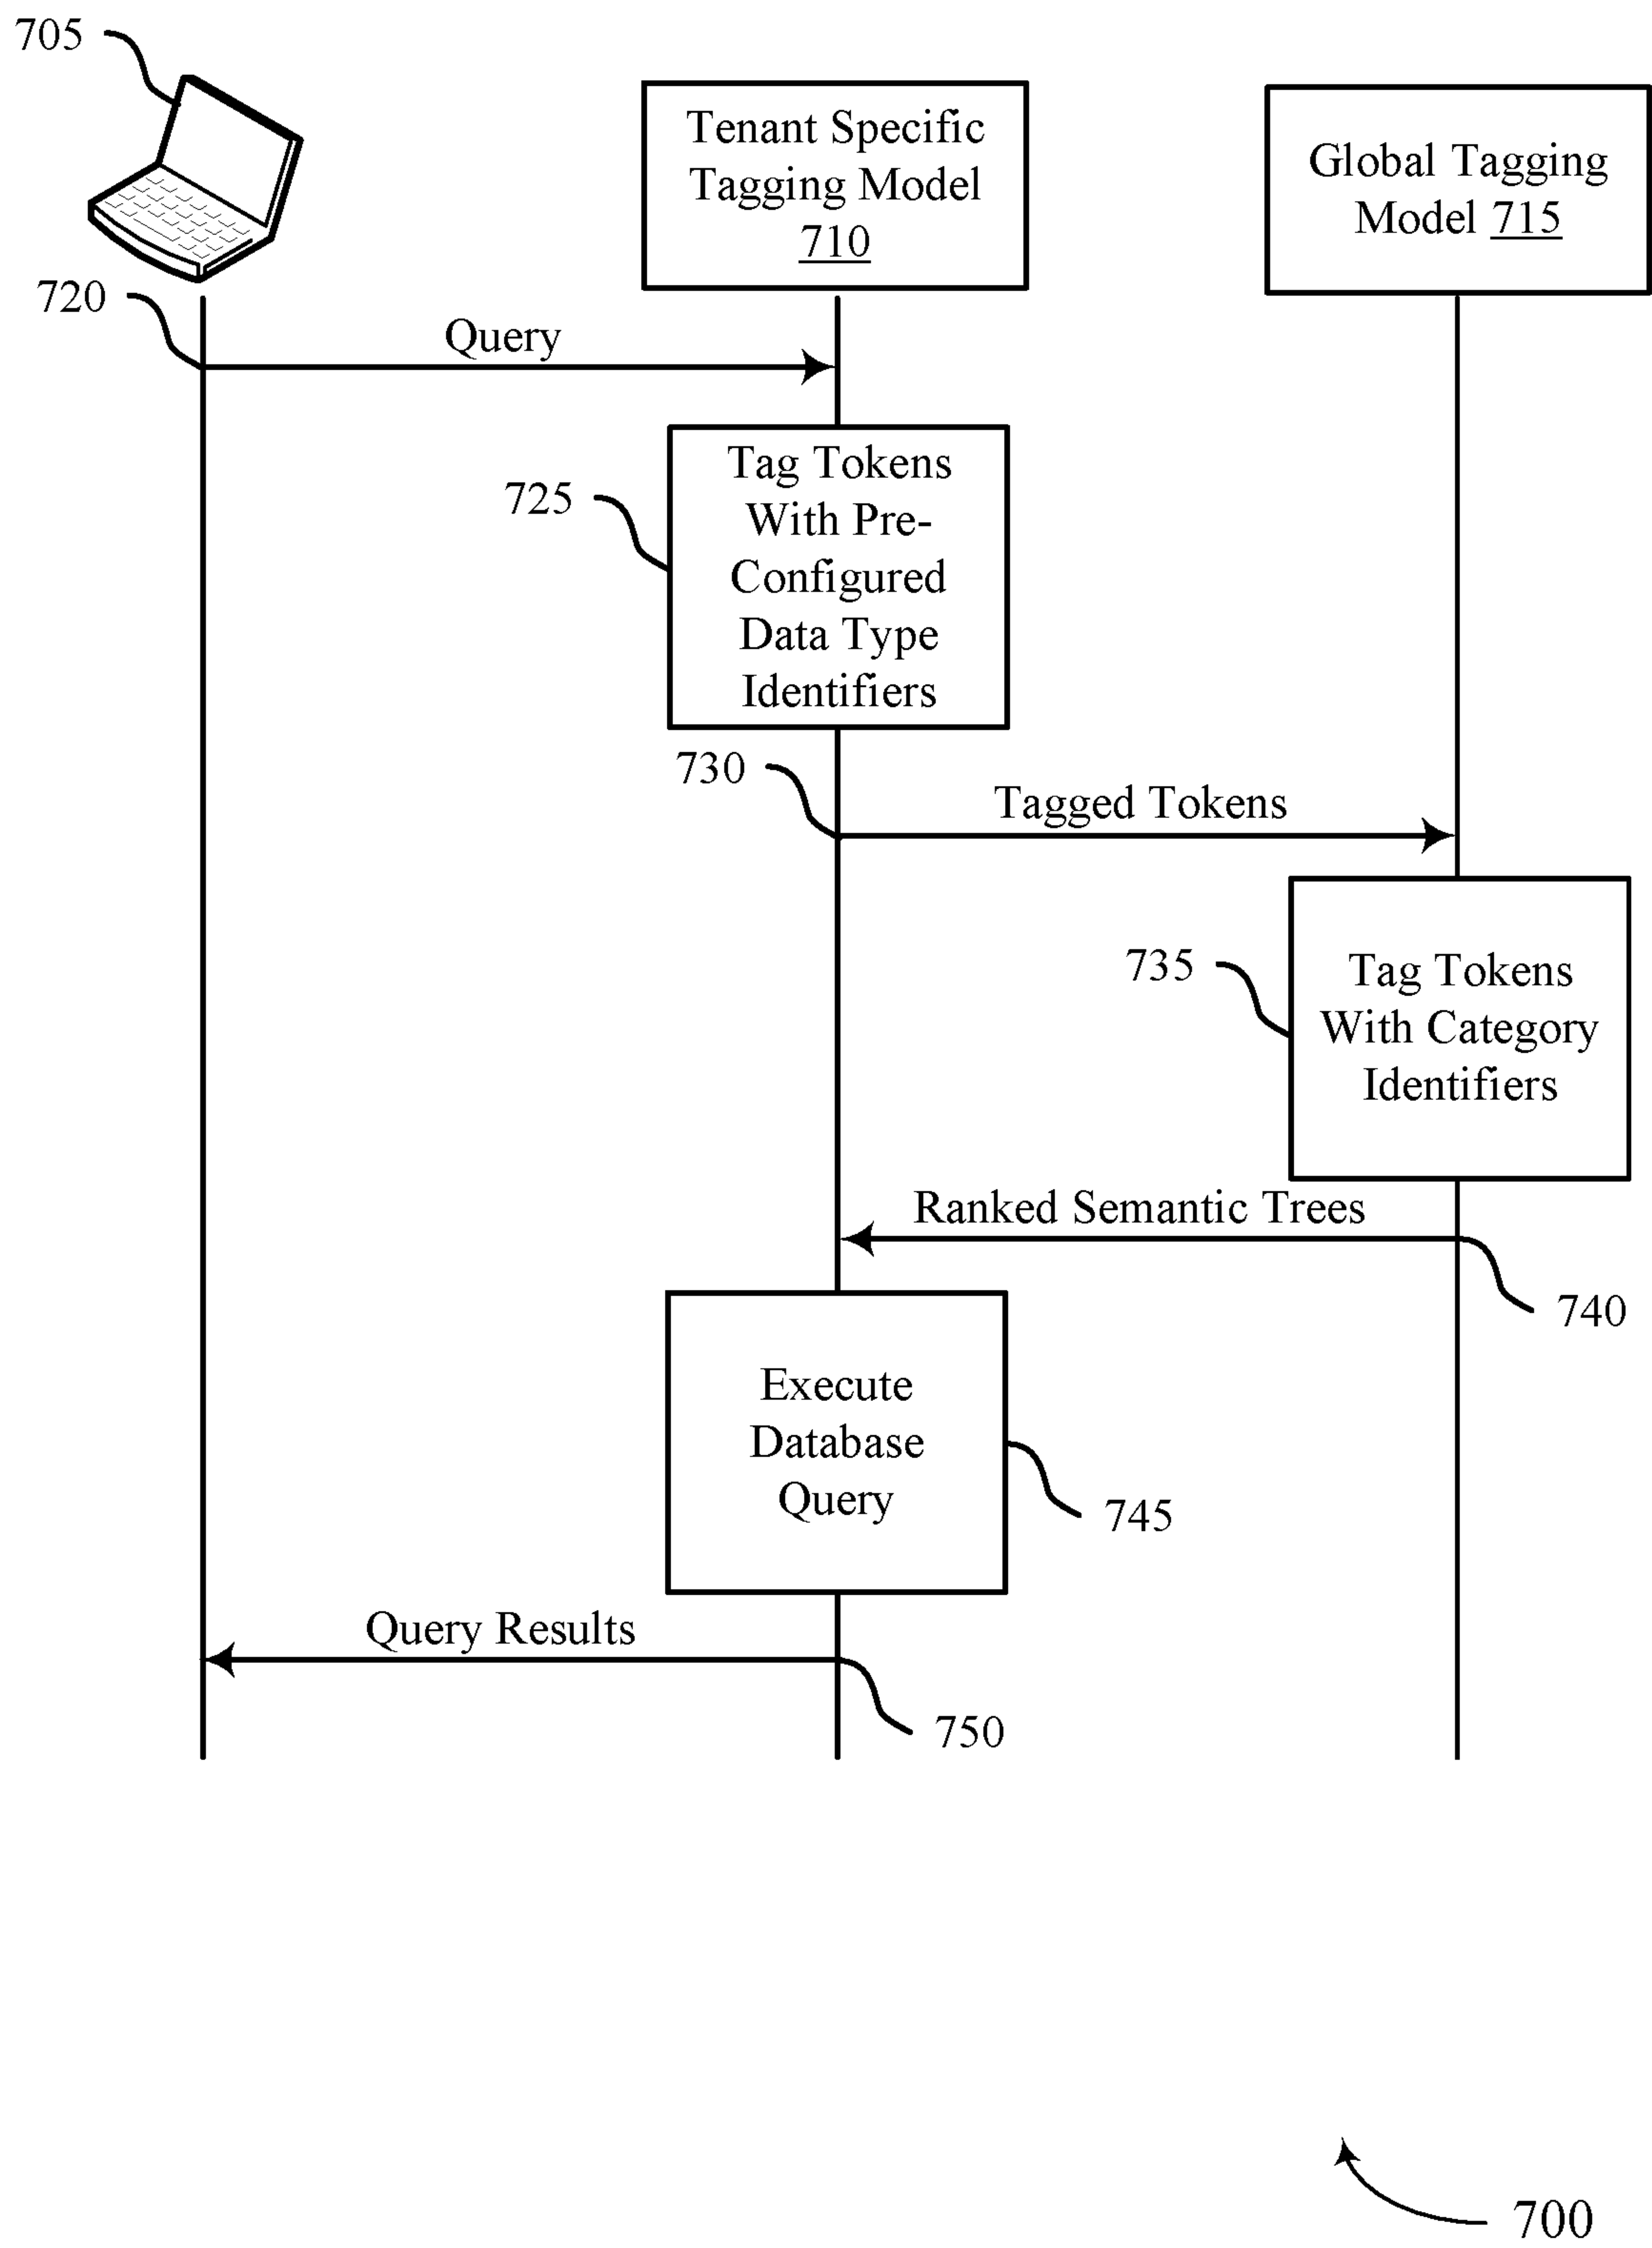 705
Tenant Specific
Tagging Model
710
Global Tagging
Model 715
720
Query
725
Tag Tokens
With Pre-
Configured
Data Type
Identifiers
730
Tagged Tokens
735
Tag Tokens
With Category
Identifiers
Ranked Semantic Trees
740
Execute
Database
Query
745
Query Results
750
700